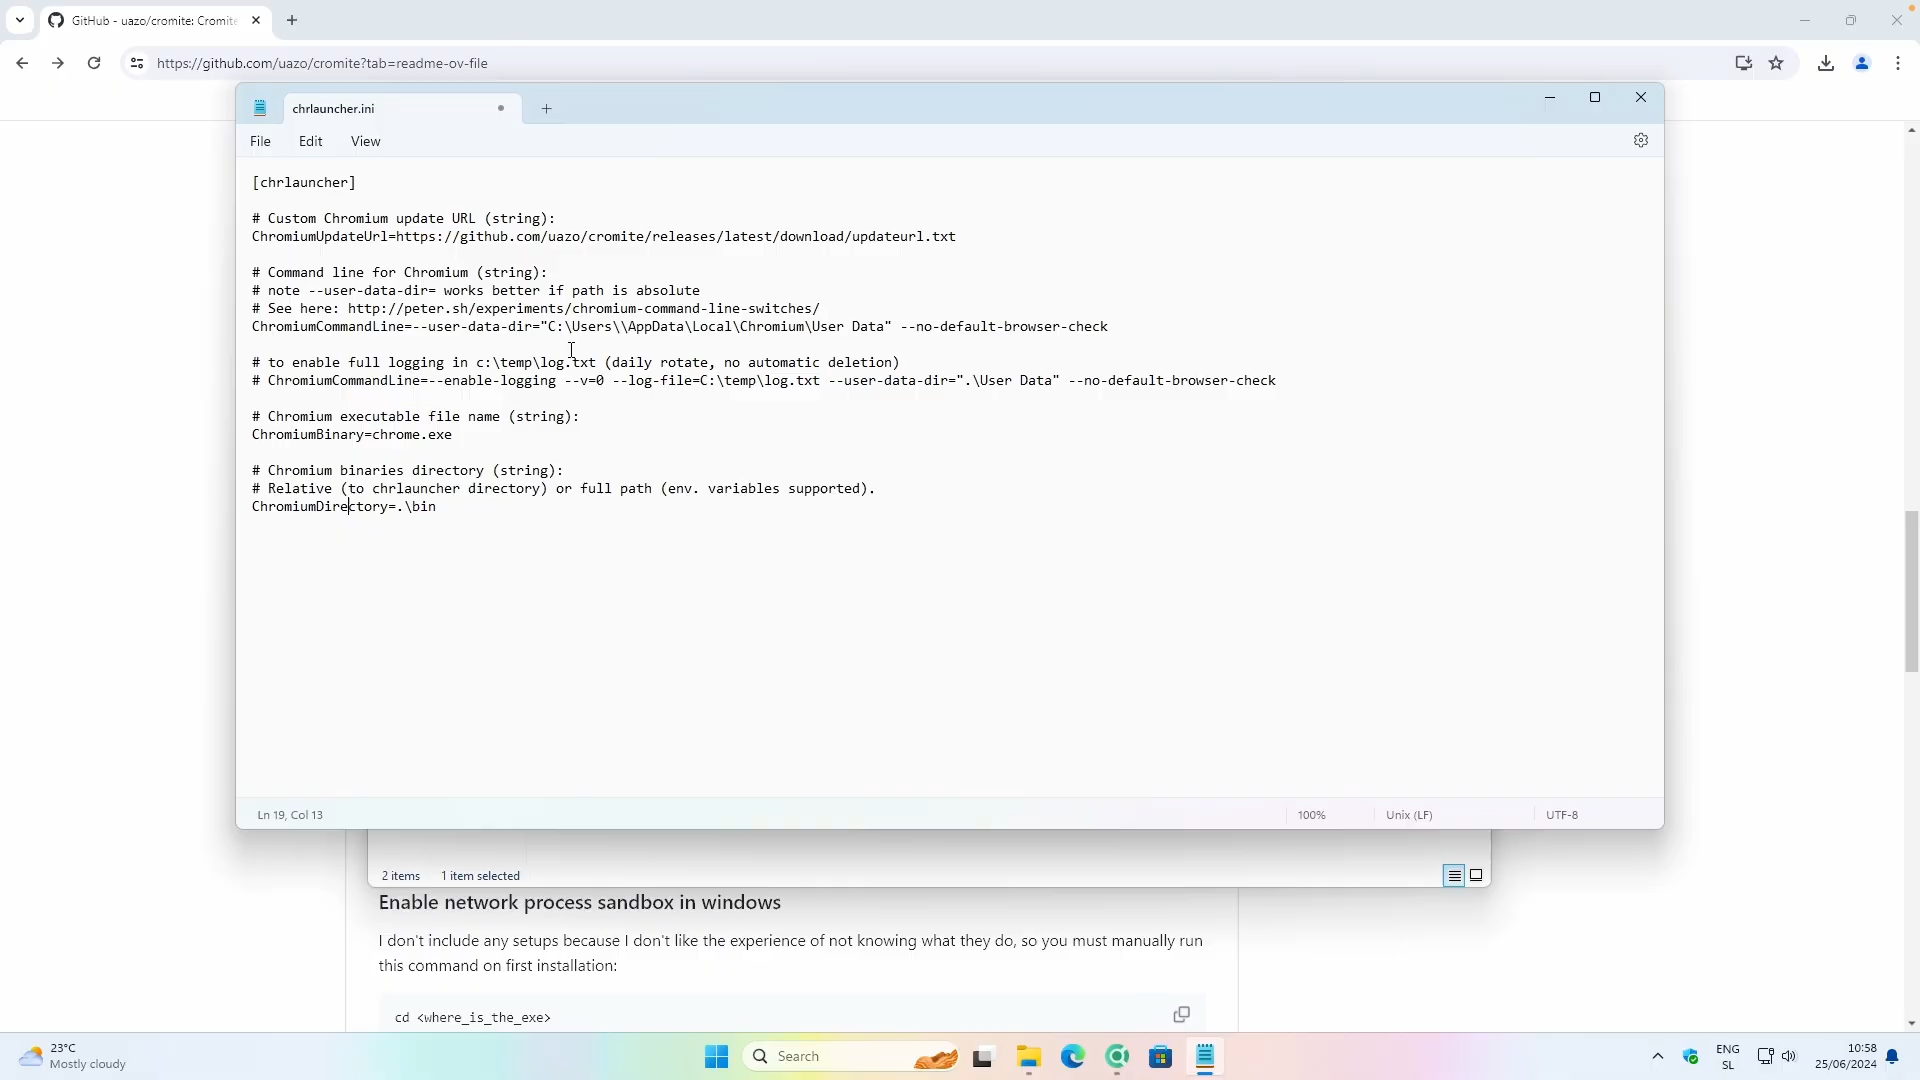 GitHub - uazo/cromite: Cromite
https://github.com/uazo/cromite?tab=readme-ov-file
chrlauncher.ini
File Edit View
[chrlauncher]
# Custom Chromium update URL (string):
ChromiumUpdateUrl=https://github.com/uazo/cromite/releases/latest/download/updateurl.txt
# Command line for Chromium (string):
# note --user-data-dir= works better if path is absolute
# See here: http://peter.sh/experiments/chromium-command-line-switches/
ChromiumCommandLine=--user-data-dir="C:\Users\\AppData\Local\Chromium\User Data" --no-default-browser-check
# to enable full logging in c:\temp\log.txt (daily rotate, no automatic deletion)
# ChromiumCommandLine=--enable-logging --v=0 --log-file=C:\temp\log.txt --user-data-dir=".\User Data" --no-default-browser-check
# Chromium executable file name (string):
ChromiumBinary=chrome.exe
# Chromium binaries directory (string):
# Relative (to chrlauncher directory) or full path (env. variables supported).
ChromiumDirectory=.\bin
Ln 19, Col 13 100% Unix (LF) UTF-8
2 items 1 item selected
Enable network process sandbox in windows
I don't include any setups because I don't like the experience of not knowing what they do, so you must manually run
this command on first installation:
cd <where_is_the_exe>
23°C
Mostly cloudy
Search
ENG
SL
10:58
25/06/2024